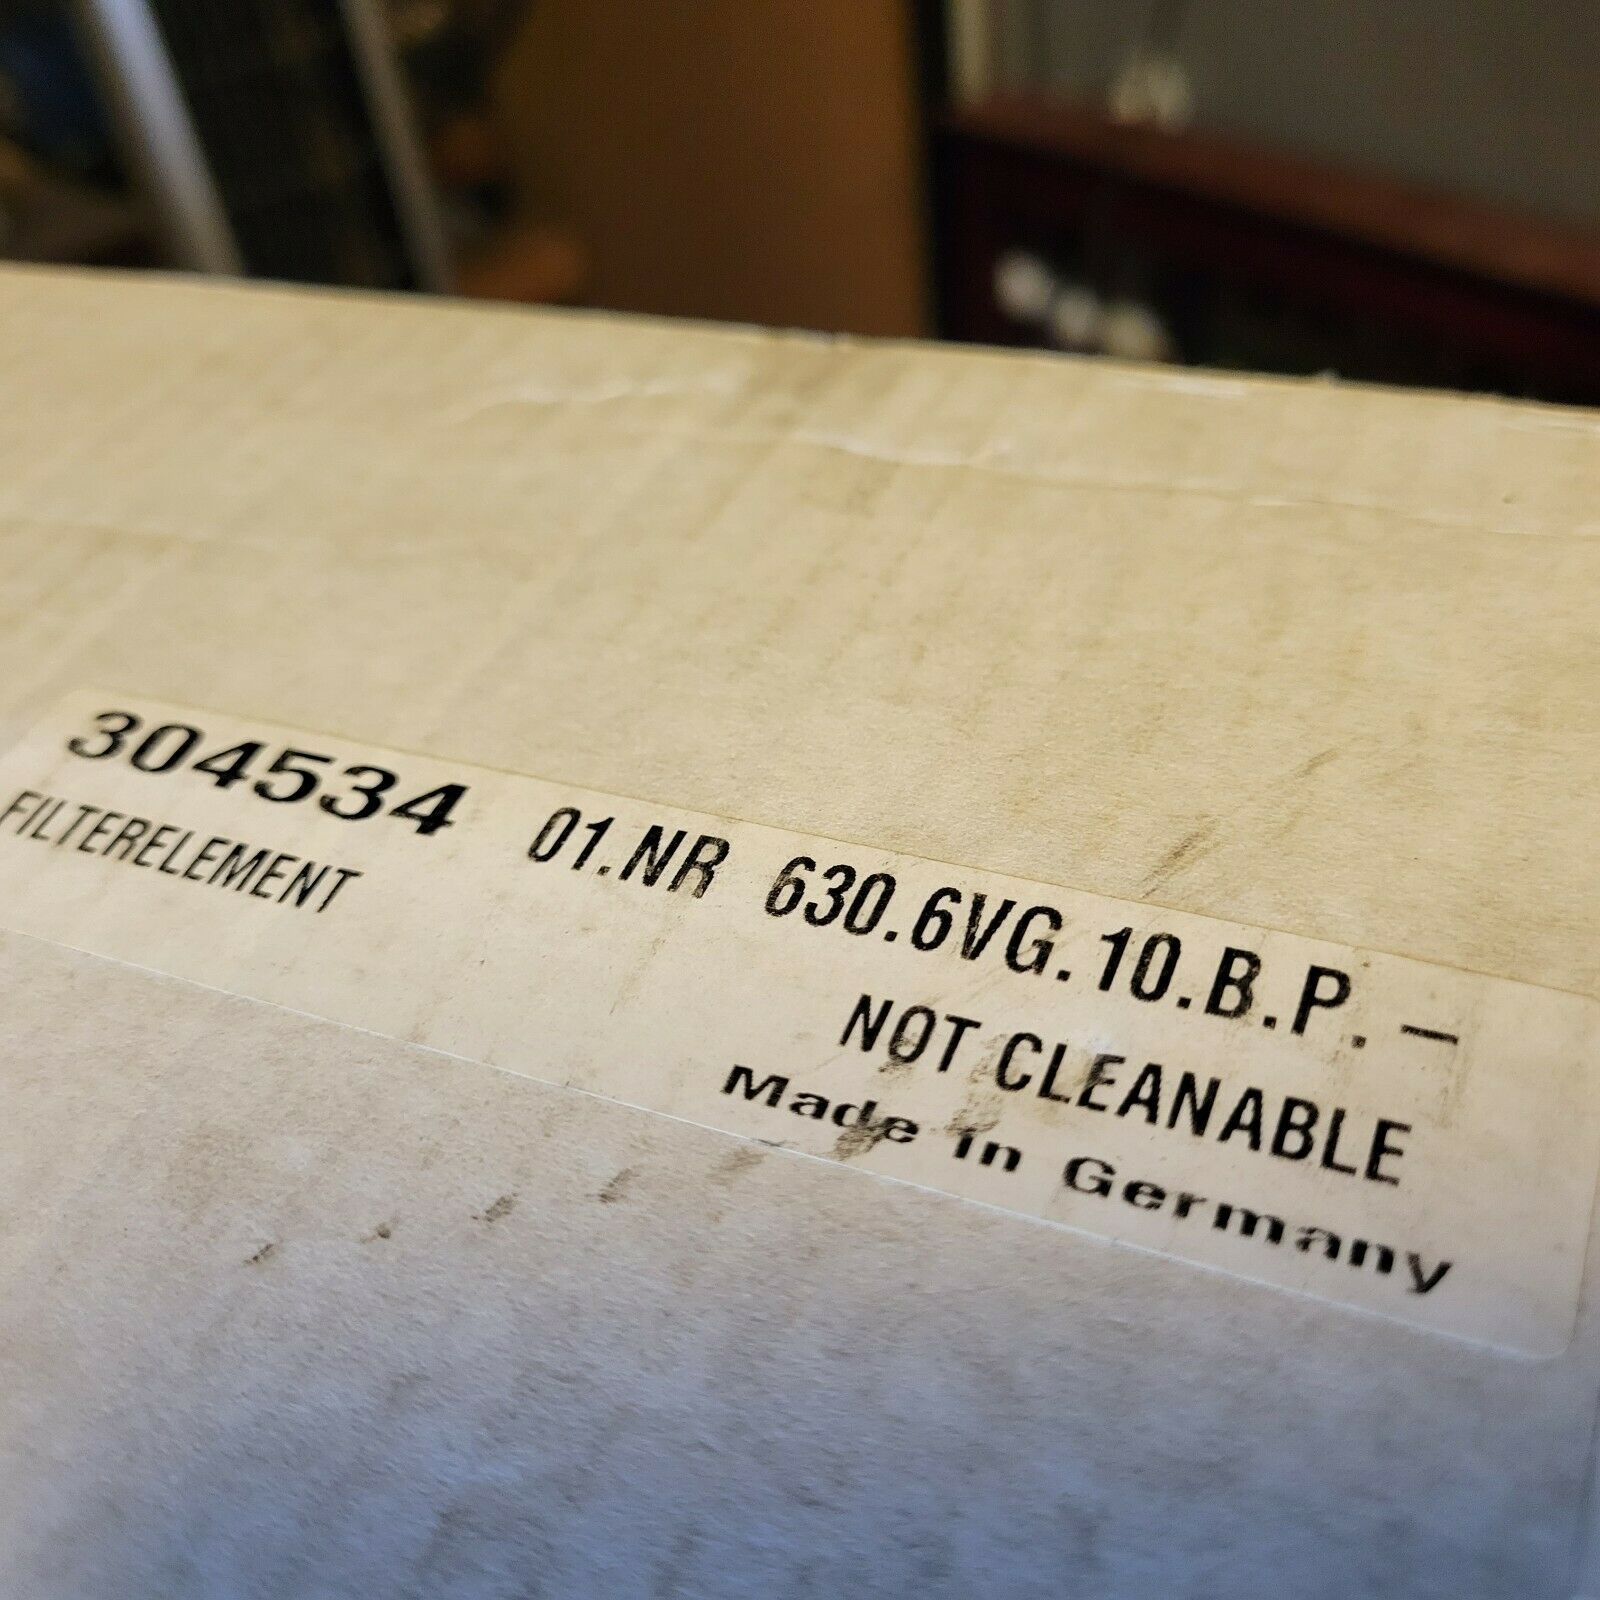 304534 01.NR 630.6VG.10.B.P.–
FILTERELEMENT
NOT CLEANABLE
Made in Germany